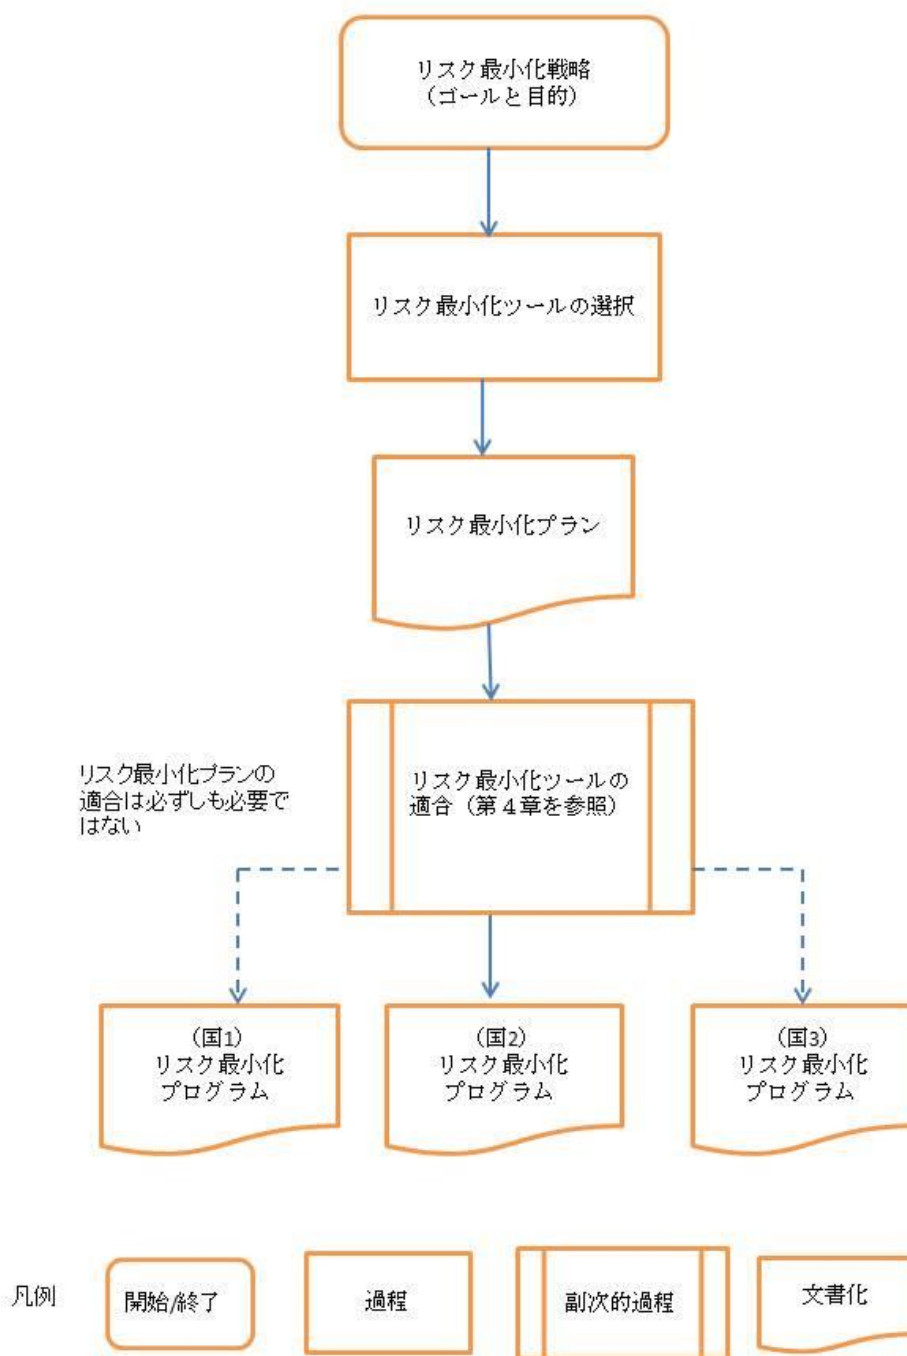 リスク最小化戦略
（ゴールと目的）
リスク最小化ツールの選択
リスク最小化プラン
リスク最小化ツールの
適合（第４章を参照）
リスク最小化プランの
適合は必ずしも必要で
はない
（国1）
リスク最小化
プログラム
（国2）
リスク最小化
プログラム
（国3）
リスク最小化
プログラム
凡例
開始/終了
過程
副次的過程
文書化